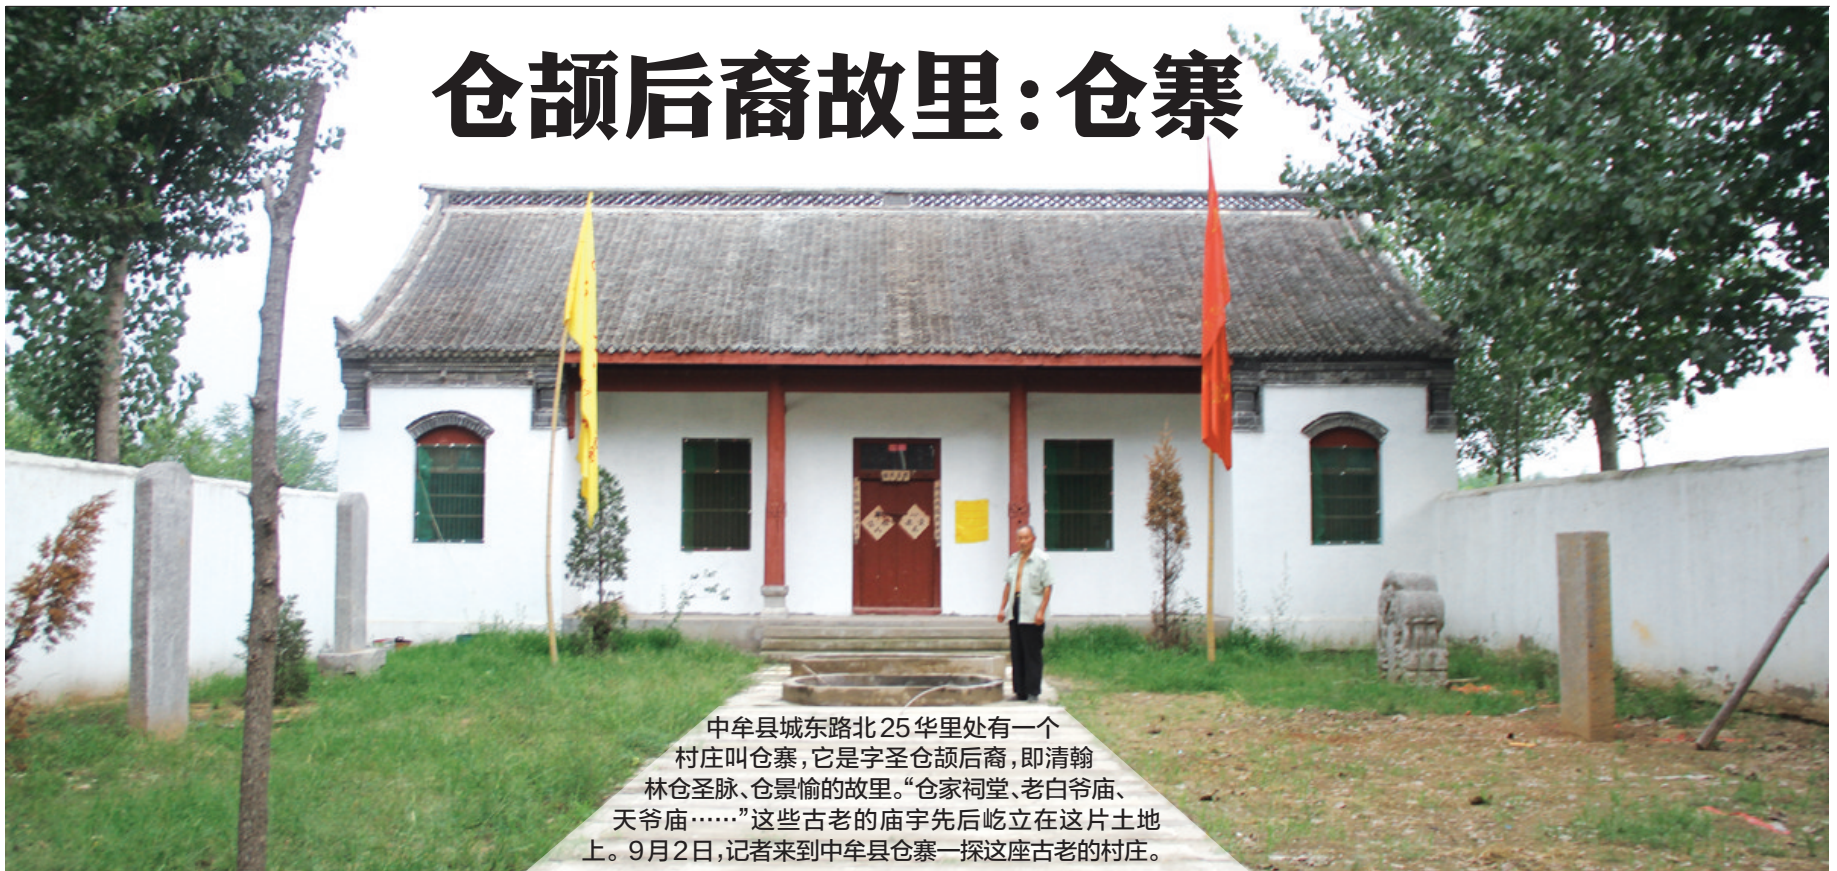 仓颉后裔故里:仓寨
中牟县城东路北25华里处有一个
村庄叫仓寨,它是字圣仓颉后裔,即清翰
林仓圣脉、仓景愉的故里。“仓家祠堂、老白爷庙、
天爷庙……”这些古老的庙宇先后屹立在这片土地
上。9月2日,记者来到中牟县仓寨一探这座古老的村庄。